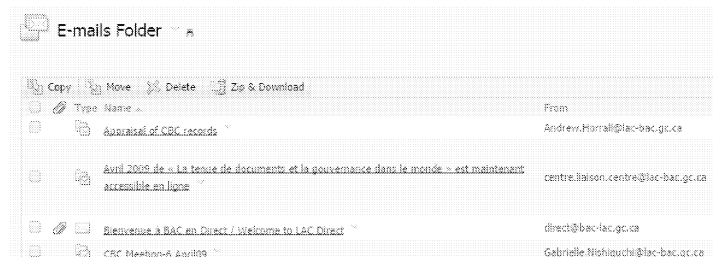 E-mails Folder
Copy Move Delete Zip & Download
Type Name From
Appraisal of CBC records Andrew.Horrall@lac-bac.gc.ca
Avril 2009 de « La tenue de documents et la gouvernance dans le monde » est maintenant
accessible en ligne centre.liaison.centre@lac-bac.gc.ca
Bienvenue à BAC en Direct / Welcome to LAC Direct direct@bac-lac.gc.ca
CBC Meeting-6 April09 Gabrielle.Nishiguchi@lac-bac.gc.ca